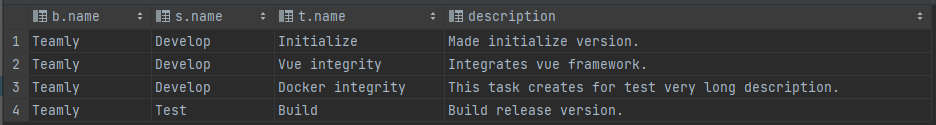 b.name s.name t.name description
1 Teamly Develop Initialize Made initialize version.
2 Teamly Develop Vue integrity Integrates vue framework.
3 Teamly Develop Docker integrity This task creates for test very long description.
4 Teamly Test Build Build release version.